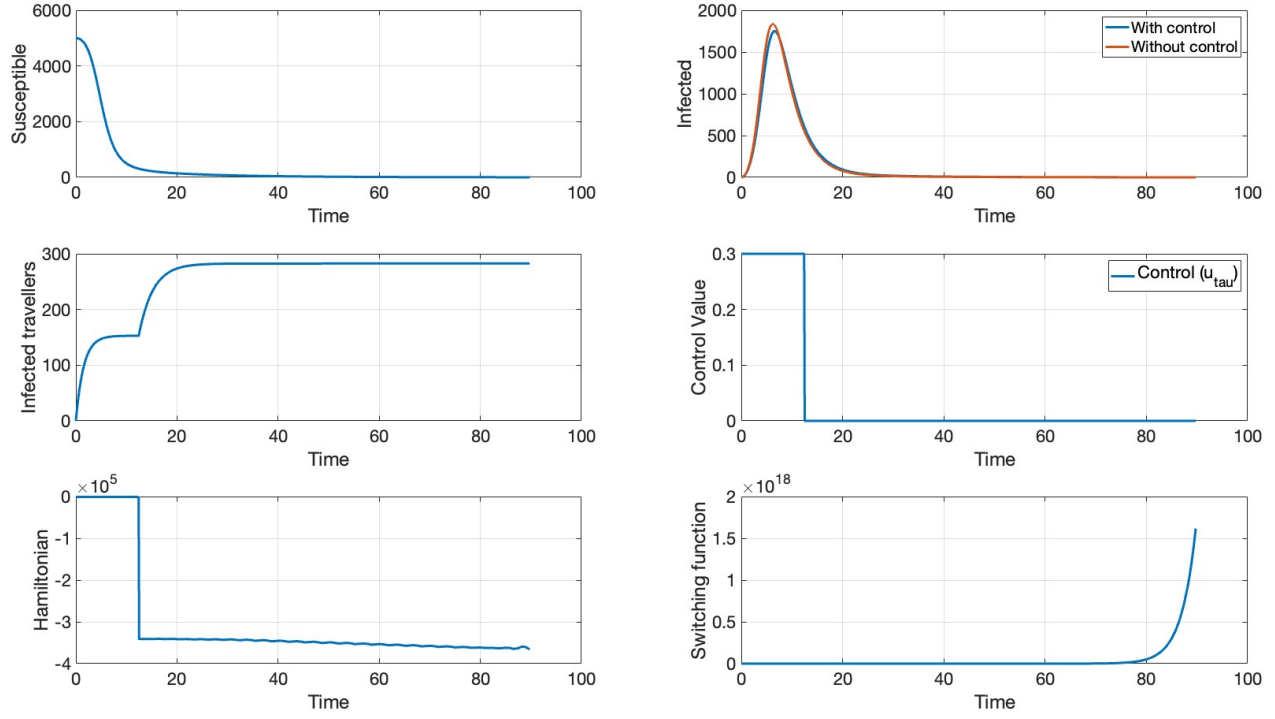 6000
4000
2000
0
Susceptible
0 20 40 60 80 100
Time
2000
1500
1000
500
0
Infected
With control
Without control
0 20 40 60 80 100
Time
300
200
100
0
Infected travellers
0 20 40 60 80 100
Time
0.3
0.2
0.1
0
Control Value
Control (u_tau)
0 20 40 60 80 100
Time
×10^5
0
-1
-2
-3
-4
Hamiltonian
0 20 40 60 80 100
Time
×10^18
2
1.5
1
0.5
0
Switching function
0 20 40 60 80 100
Time